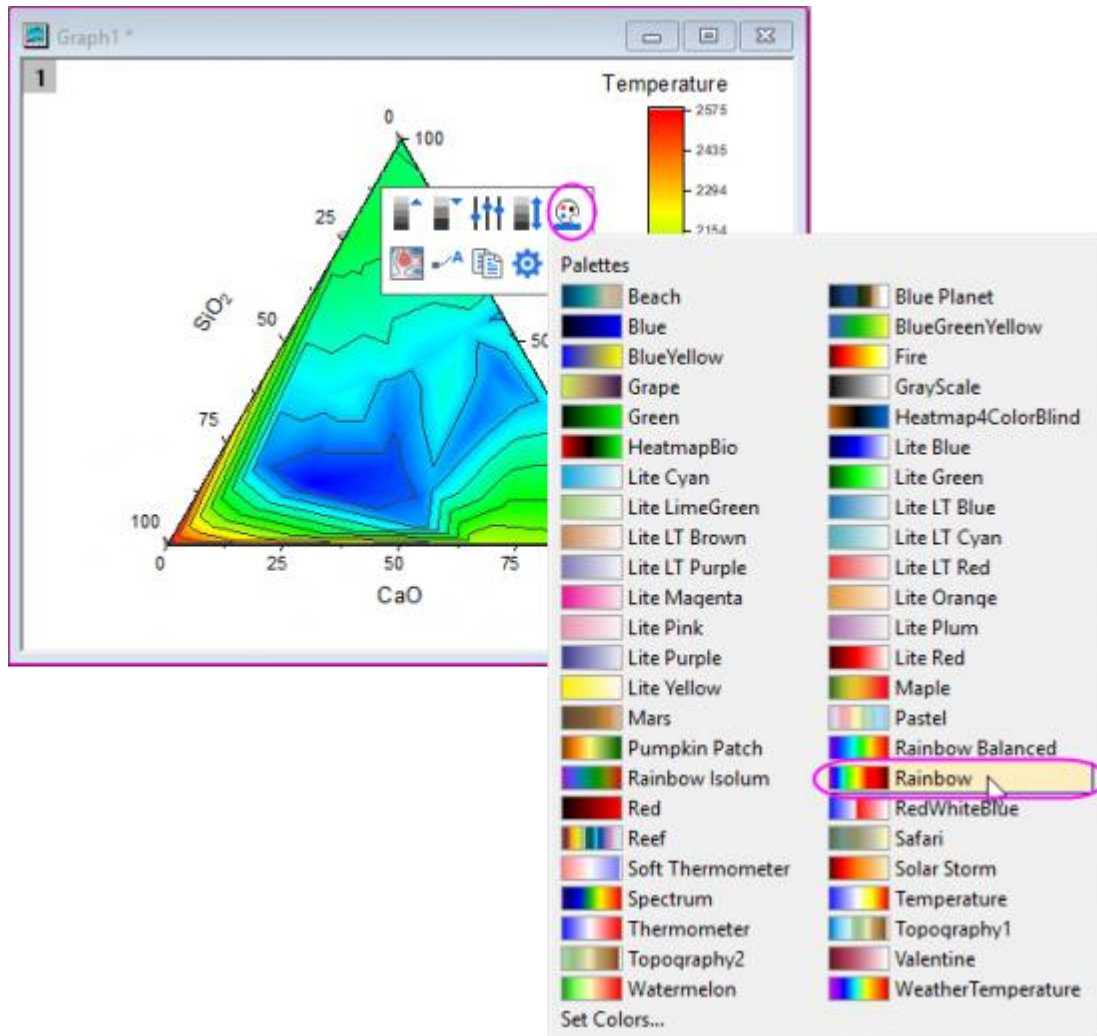 Graph1 *
1
Temperature
2575
2435
2294
2154
0
100
25
SiO2
50
50
75
100
0
25
50
75
CaO
A
Palettes
Beach
Blue Planet
Blue
BlueGreenYellow
BlueYellow
Fire
Grape
GrayScale
Green
Heatmap4ColorBlind
HeatmapBio
Lite Blue
Lite Cyan
Lite Green
Lite LimeGreen
Lite LT Blue
Lite LT Brown
Lite LT Cyan
Lite LT Purple
Lite LT Red
Lite Magenta
Lite Orange
Lite Pink
Lite Plum
Lite Purple
Lite Red
Lite Yellow
Maple
Mars
Pastel
Pumpkin Patch
Rainbow Balanced
Rainbow Isolum
Rainbow
Red
RedWhiteBlue
Reef
Safari
Soft Thermometer
Solar Storm
Spectrum
Temperature
Thermometer
Topography1
Topography2
Valentine
Watermelon
WeatherTemperature
Set Colors...